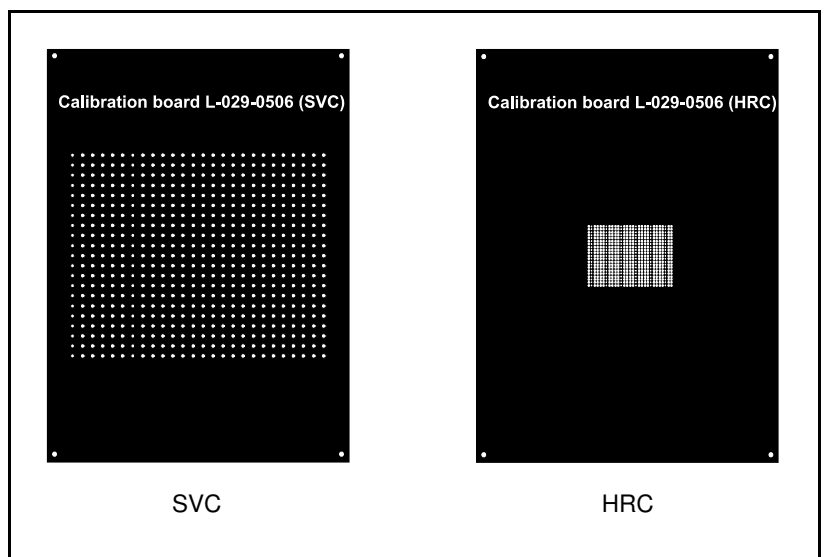 Calibration board L-029-0506 (SVC)
Calibration board L-029-0506 (HRC)
SVC
HRC